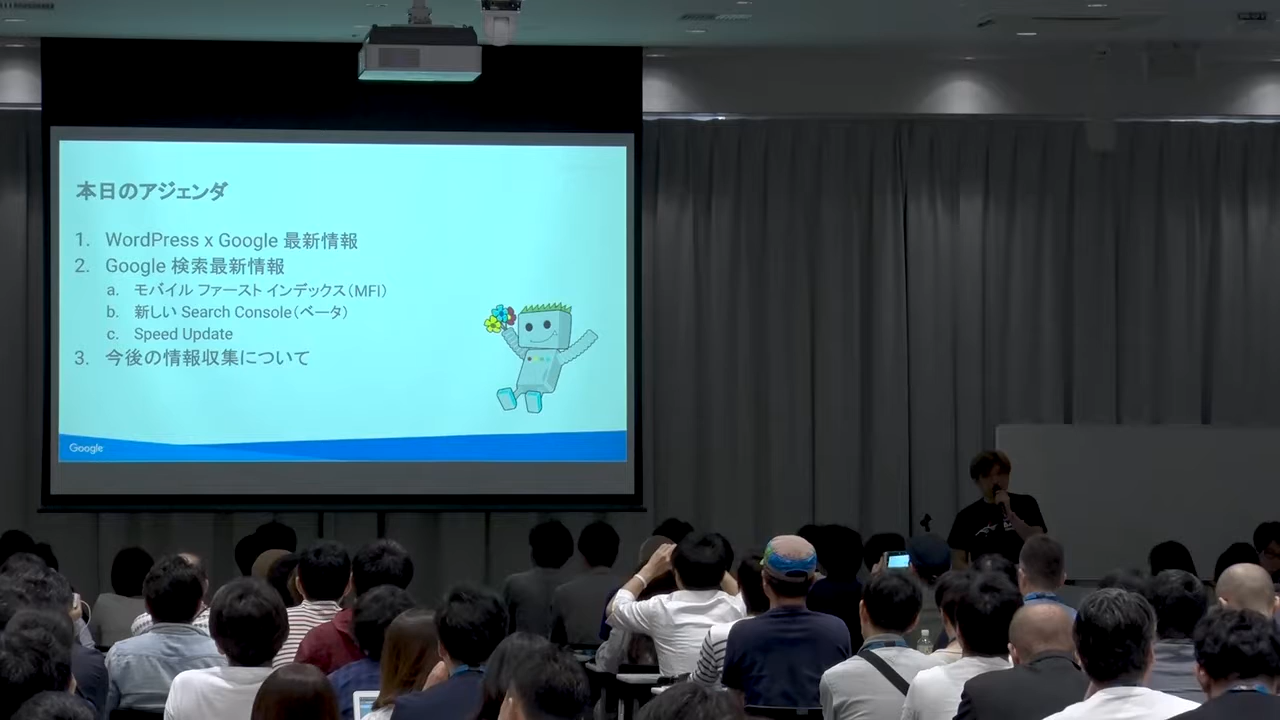 本日のアジェンダ
1. WordPress x Google 最新情報
2. Google 検索最新情報
a. モバイル ファースト インデックス(MFI)
b. 新しい Search Console(ベータ)
c. Speed Update
3. 今後の情報収集について
Google